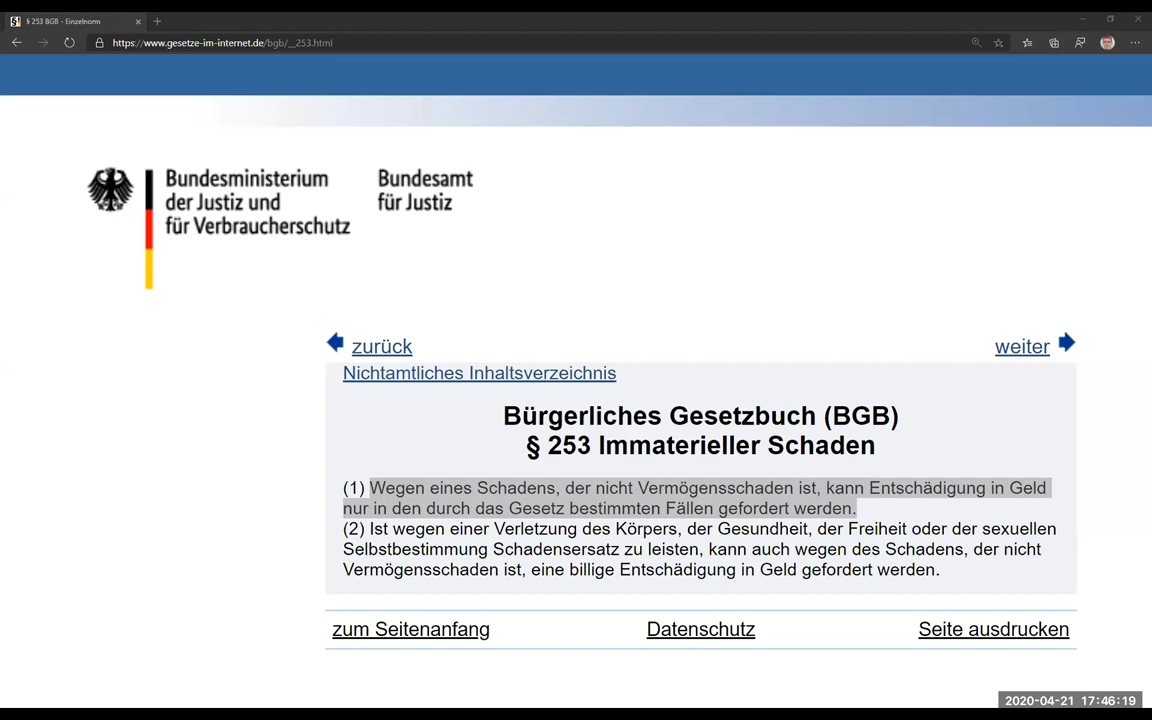 § 253 BGB - Einzelnorm
https://www.gesetze-im-internet.de/bgb/__253.html
Bundesministerium
der Justiz und
für Verbraucherschutz
Bundesamt
für Justiz
zurück
weiter
Nichtamtliches Inhaltsverzeichnis
Bürgerliches Gesetzbuch (BGB)
§ 253 Immaterieller Schaden
(1) Wegen eines Schadens, der nicht Vermögensschaden ist, kann Entschädigung in Geld
nur in den durch das Gesetz bestimmten Fällen gefordert werden.
(2) Ist wegen einer Verletzung des Körpers, der Gesundheit, der Freiheit oder der sexuellen
Selbstbestimmung Schadensersatz zu leisten, kann auch wegen des Schadens, der nicht
Vermögensschaden ist, eine billige Entschädigung in Geld gefordert werden.
zum Seitenanfang
Datenschutz
Seite ausdrucken
2020-04-21 17:46:19